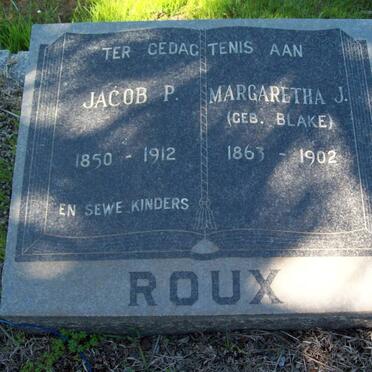 TER GEDAGTENIS AAN
JACOB P.
1850 - 1912
EN SEWE KINDERS
MARGARETHA J.
(GEB. BLAKE)
1863 - 1902
ROUX